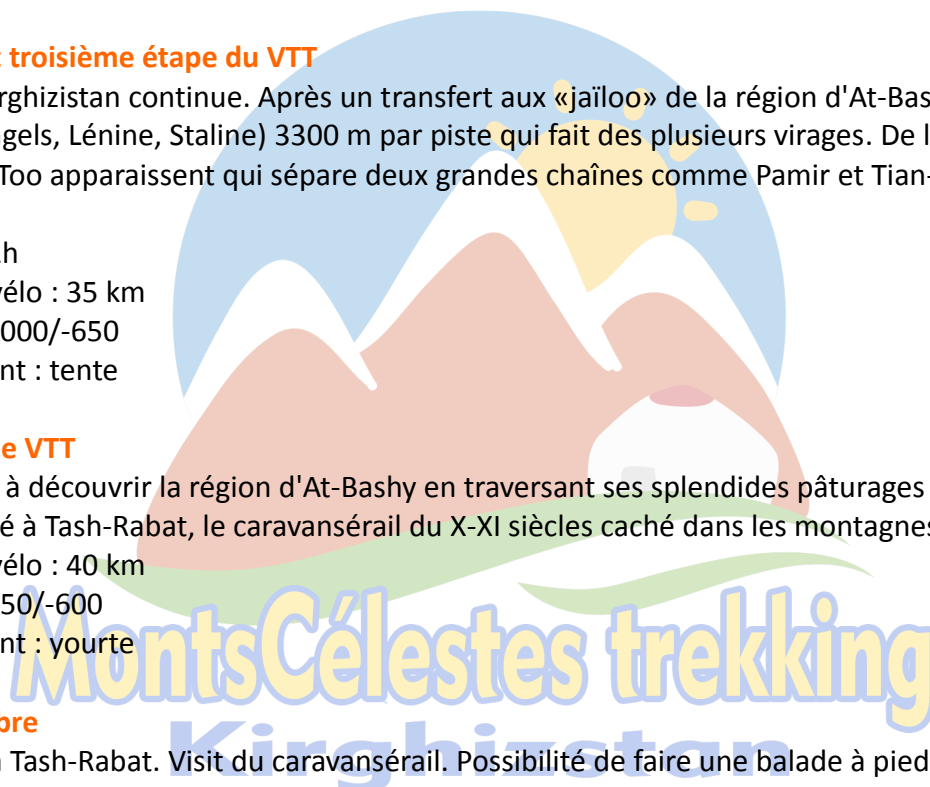 troisième étape du VTT
rghizistan continue. Après un transfert aux «jaïloo» de la région d'At-Bas
gels, Lénine, Staline) 3300 m par piste qui fait des plusieurs virages. De l
Too apparaissent qui sépare deux grandes chaînes comme Pamir et Tian-
h
vélo : 35 km
000/-650
nt : tente
e VTT
à découvrir la région d'At-Bashy en traversant ses splendides pâturages
é à Tash-Rabat, le caravansérail du X-XI siècles caché dans les montagnes
vélo : 40 km
50/-600
nt : yourte
MontsCélestes trekking
bre
Tash-Rabat. Visit du caravansérail. Possibilité de faire une balade à pied
Kirghizstan